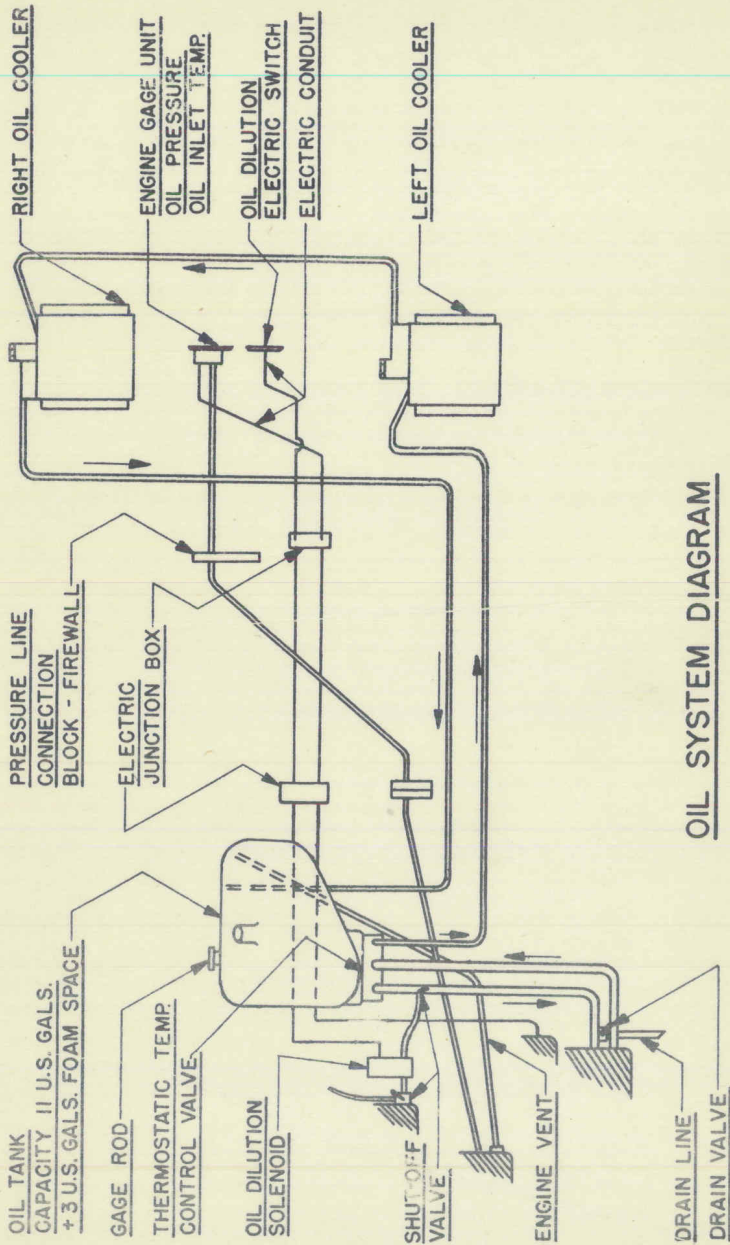 OIL TANK
CAPACITY 11 U.S. GALS.
+3 U.S. GALS. FOAM SPACE
GAGE ROD
THERMOSTATIC TEMP.
CONTROL VALVE
OIL DILUTION
SOLENOID
SHUT-OFF
VALVE
ENGINE VENT
DRAIN LINE
DRAIN VALVE
PRESSURE LINE
CONNECTION
BLOCK - FIREWALL
ELECTRIC
JUNCTION BOX
RIGHT OIL COOLER
ENGINE GAGE UNIT
OIL PRESSURE
OIL INLET TEMP.
OIL DILUTION
ELECTRIC SWITCH
ELECTRIC CONDUIT
LEFT OIL COOLER
OIL SYSTEM DIAGRAM